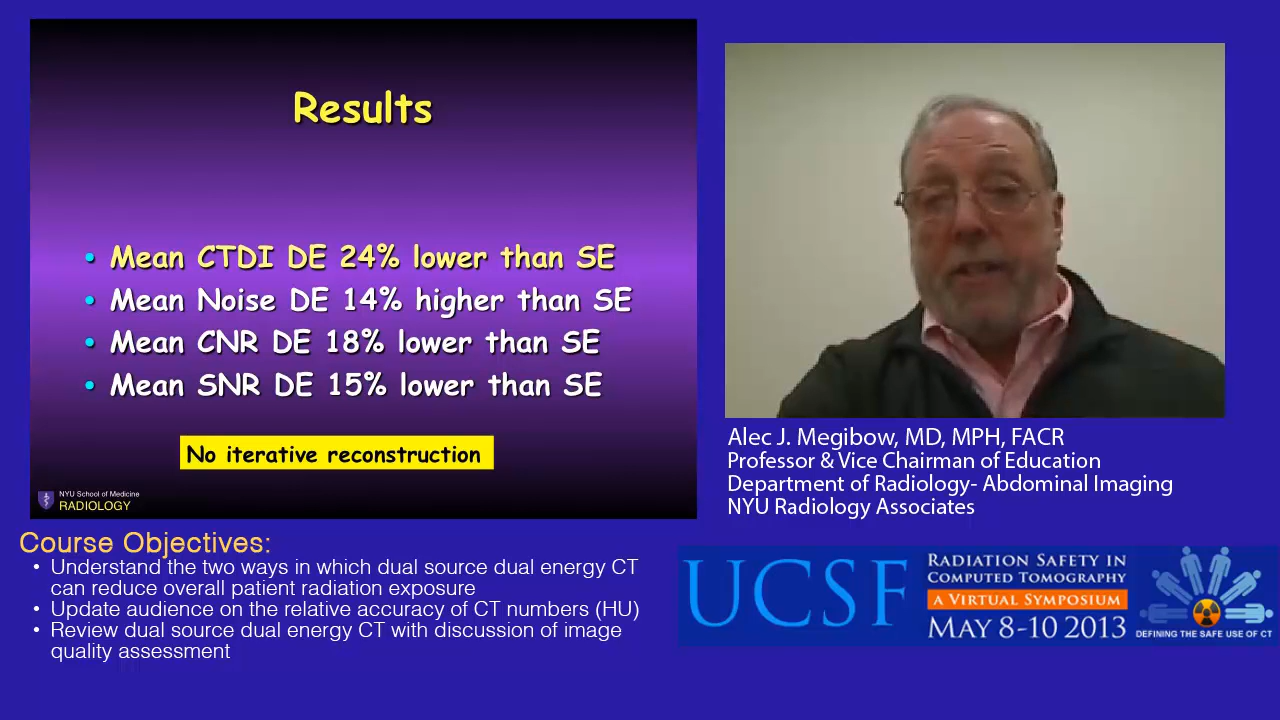 Results
• Mean CTDI DE 24% lower than SE
• Mean Noise DE 14% higher than SE
• Mean CNR DE 18% lower than SE
• Mean SNR DE 15% lower than SE
No iterative reconstruction
NYU School of Medicine
RADIOLOGY
Alec J. Megibow, MD, MPH, FACR
Professor & Vice Chairman of Education
Department of Radiology- Abdominal Imaging
NYU Radiology Associates
Course Objectives:
• Understand the two ways in which dual source dual energy CT
can reduce overall patient radiation exposure
• Update audience on the relative accuracy of CT numbers (HU)
• Review dual source dual energy CT with discussion of image
quality assessment
UCSF
RADIATION SAFETY IN
COMPUTED TOMOGRAPHY
A VIRTUAL SYMPOSIUM
MAY 8-10 2013
DEFINING THE SAFE USE OF CT